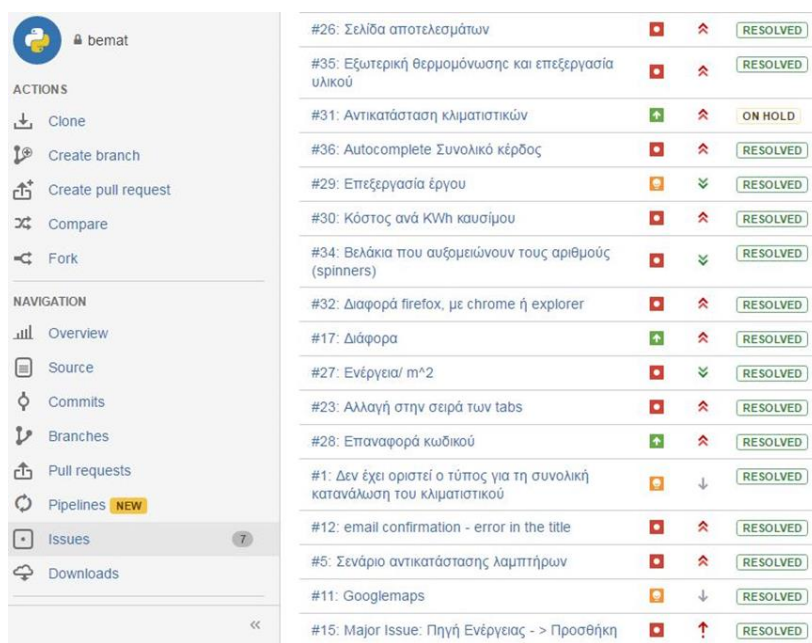 bemat
ACTIONS
Clone
Create branch
Create pull request
Compare
Fork
NAVIGATION
Overview
Source
Commits
Branches
Pull requests
Pipelines NEW
Issues 7
Downloads
«
#26: Σελίδα αποτελεσμάτων RESOLVED
#35: Εξωτερική θερμομόνωσης και επεξεργασία RESOLVED
υλικού
#31: Αντικατάσταση κλιματιστικών ON HOLD
#36: Autocomplete Συνολικό κέρδος RESOLVED
#29: Επεξεργασία έργου RESOLVED
#30: Κόστος ανά KWh καυσίμου RESOLVED
#34: Βελάκια που αυξομειώνουν τους αριθμούς RESOLVED
(spinners)
#32: Διαφορά firefox, με chrome ή explorer RESOLVED
#17: Διάφορα RESOLVED
#27: Ενέργεια/ m^2 RESOLVED
#23: Αλλαγή στην σειρά των tabs RESOLVED
#28: Επαναφορά κωδικού RESOLVED
#1: Δεν έχει οριστεί ο τύπος για τη συνολική RESOLVED
κατανάλωση του κλιματιστικού
#12: email confirmation - error in the title RESOLVED
#5: Σενάριο αντικατάστασης λαμπτήρων RESOLVED
#11: Googlemaps RESOLVED
#15: Major Issue: Πηγή Ενέργειας - > Προσθήκη RESOLVED